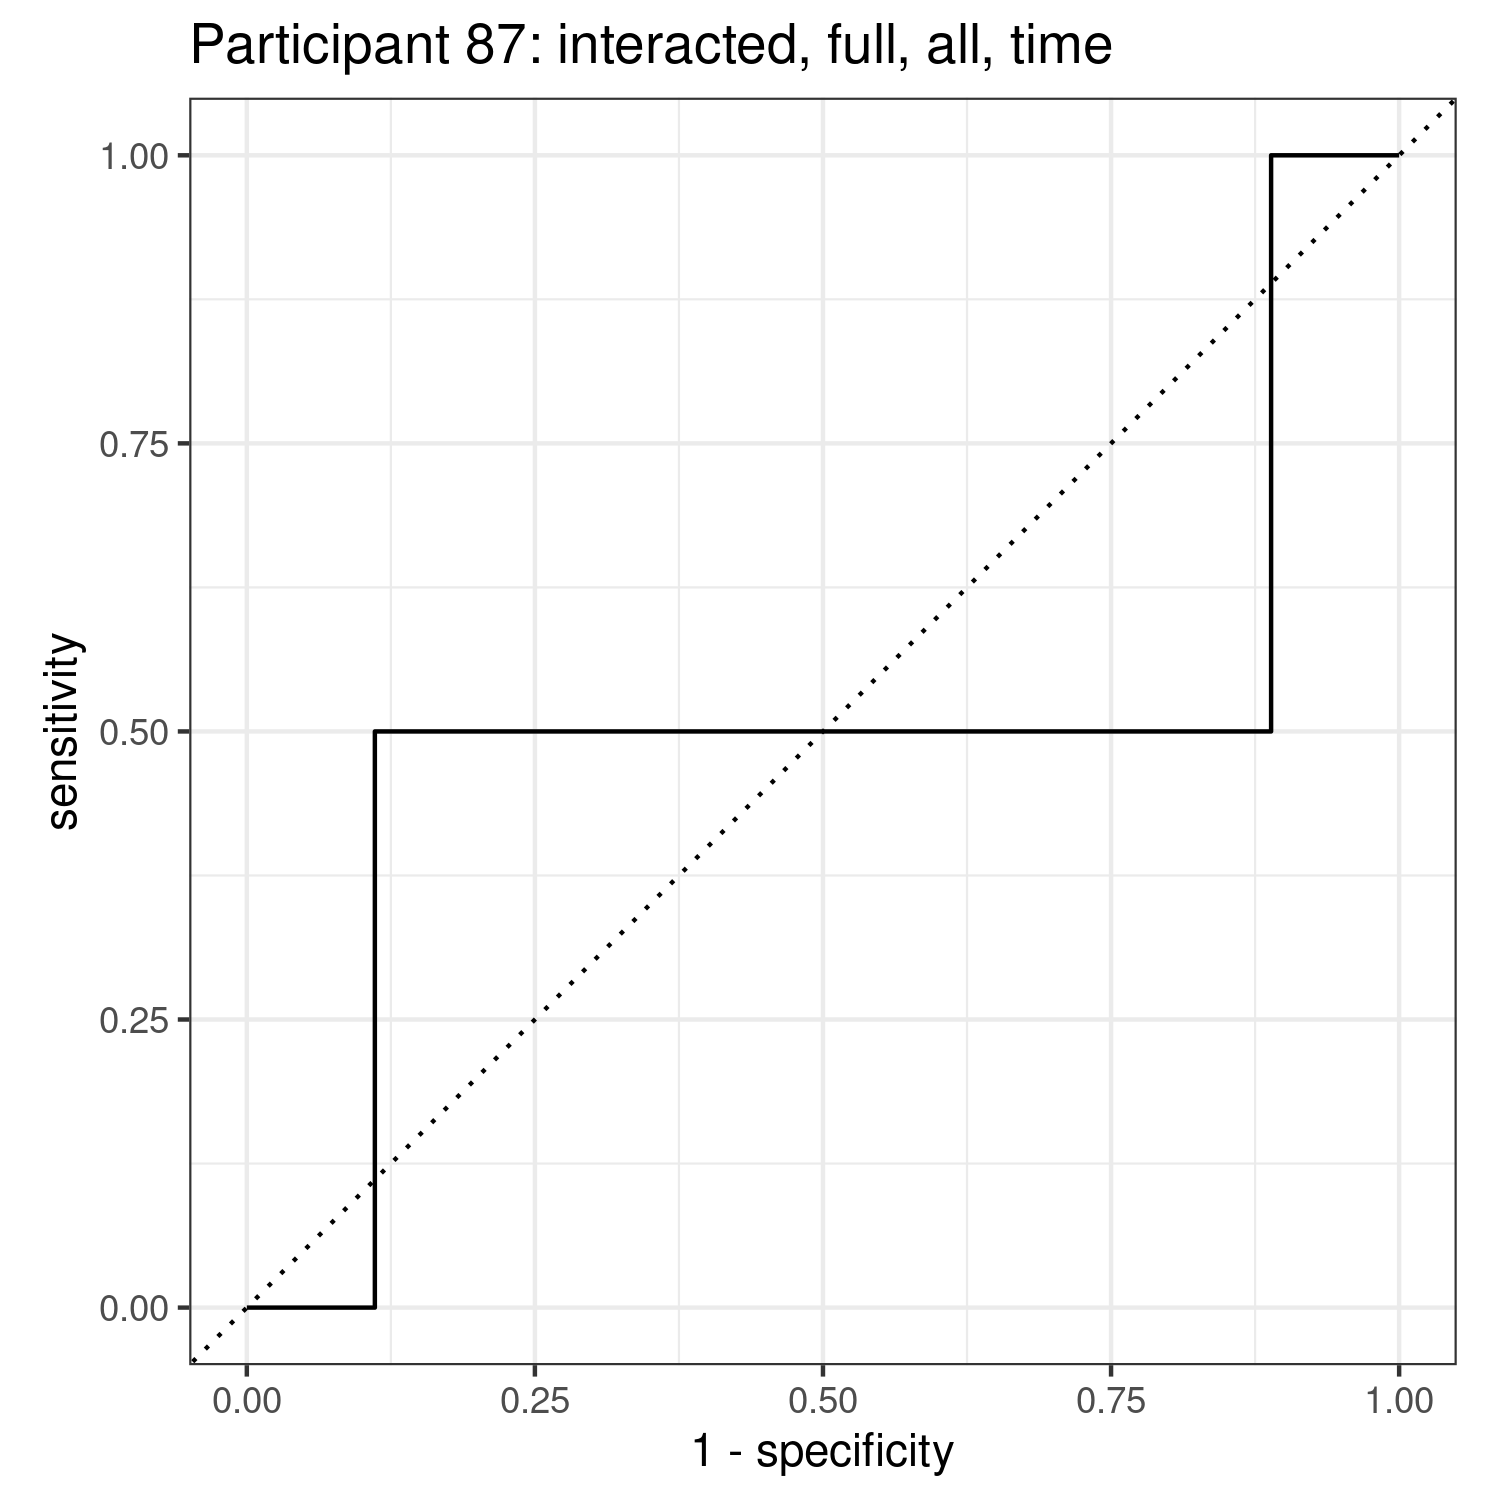 Participant 87: interacted, full, all, time
1.00
0.75
0.50
0.25
0.00
sensitivity
0.00 0.25 0.50 0.75 1.00
1 - specificity